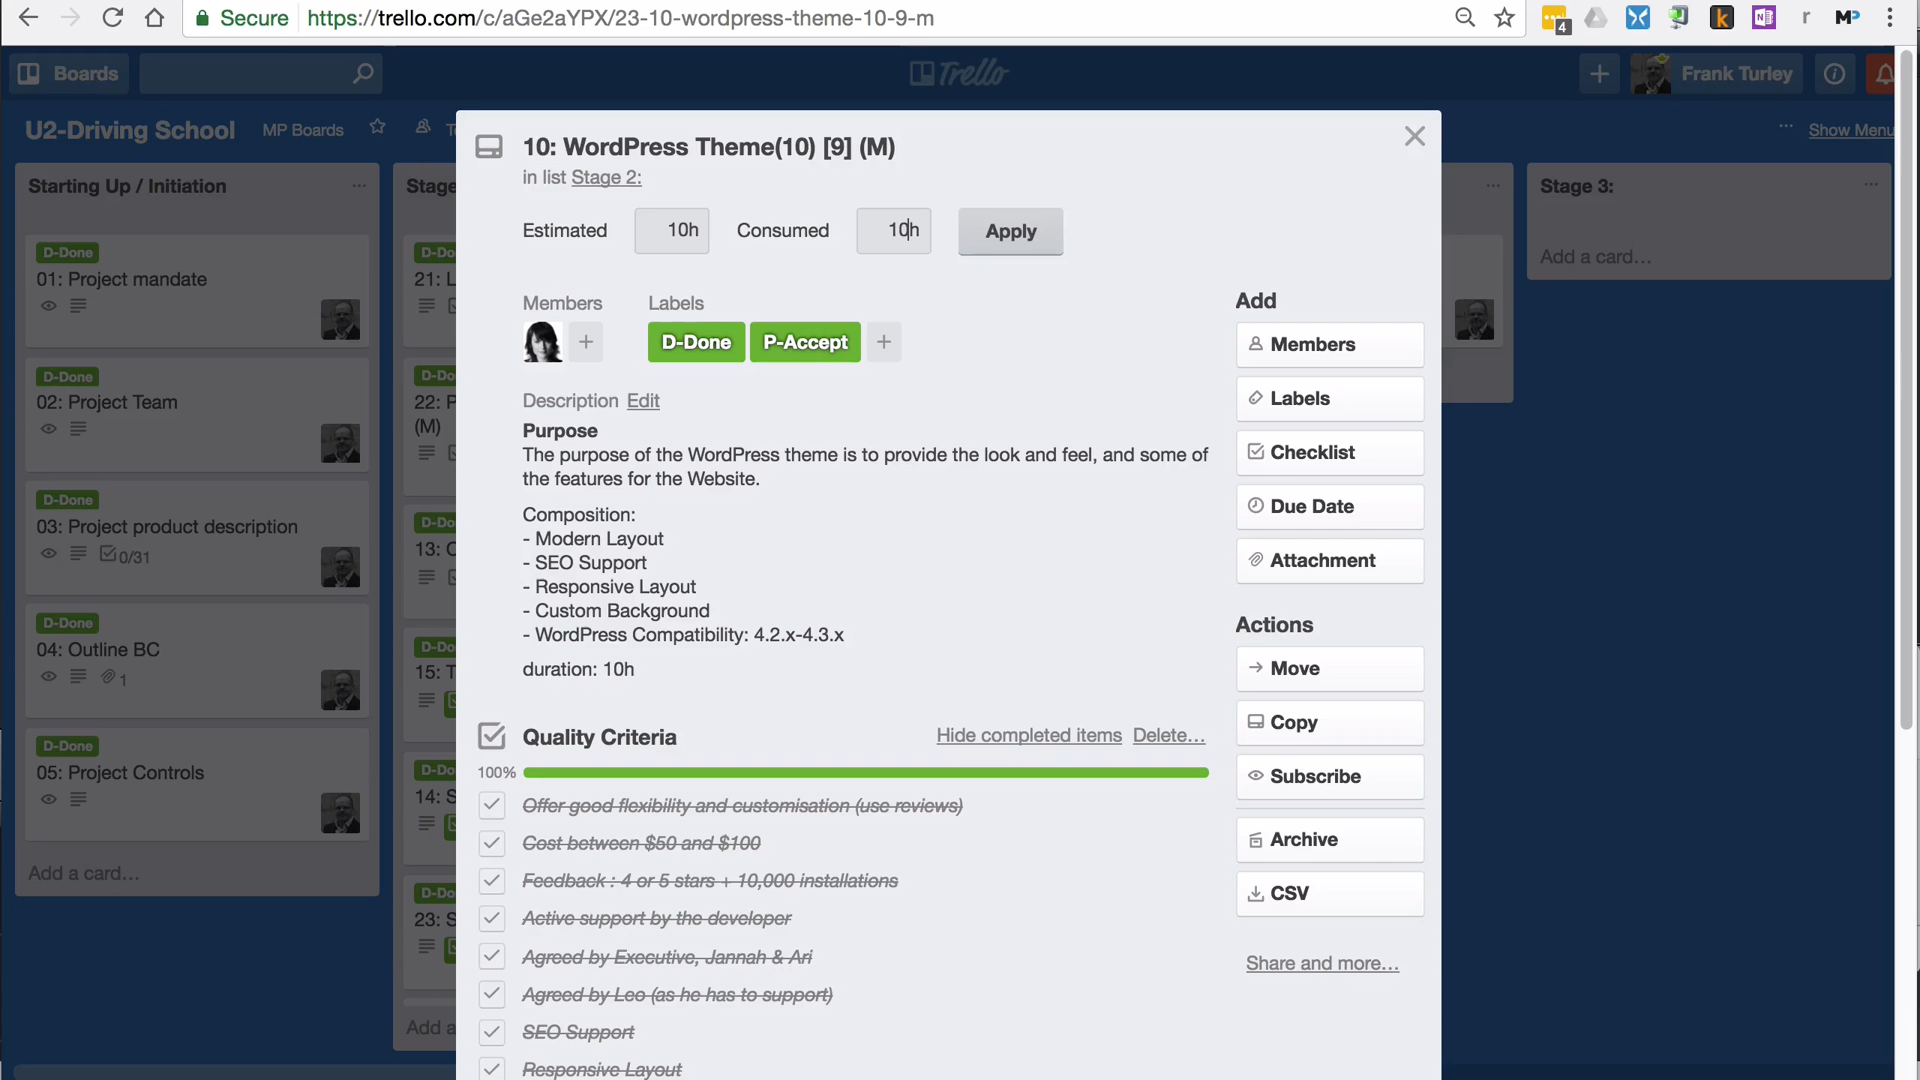 Secure https://trello.com/c/aGe2aYPX/23-10-wordpress-theme-10-9-m
4
r
MP
Boards
Trello
Frank Turley
U2-Driving School
MP Boards
Show Menu
Starting Up / Initiation
D-Done
01: Project mandate
D-Done
02: Project Team
D-Done
03: Project product description
0/31
D-Done
04: Outline BC
1
D-Done
05: Project Controls
Add a card…
Stage
21: L
22: P
(M)
13: C
15: T
14: S
23: S
Add a
10: WordPress Theme(10) [9] (M)
in list Stage 2:
Estimated 10h Consumed 10h Apply
Members Labels
D-Done P-Accept
Description Edit
Purpose
The purpose of the WordPress theme is to provide the look and feel, and some of
the features for the Website.
Composition:
- Modern Layout
- SEO Support
- Responsive Layout
- Custom Background
- WordPress Compatibility: 4.2.x-4.3.x
duration: 10h
Quality Criteria Hide completed items Delete…
100%
Offer good flexibility and customisation (use reviews)
Cost between $50 and $100
Feedback : 4 or 5 stars + 10,000 installations
Active support by the developer
Agreed by Executive, Jannah & Ari
Agreed by Leo (as he has to support)
SEO Support
Responsive Layout
Add
Members
Labels
Checklist
Due Date
Attachment
Actions
Move
Copy
Subscribe
Archive
CSV
Share and more…
Stage 3:
Add a card…